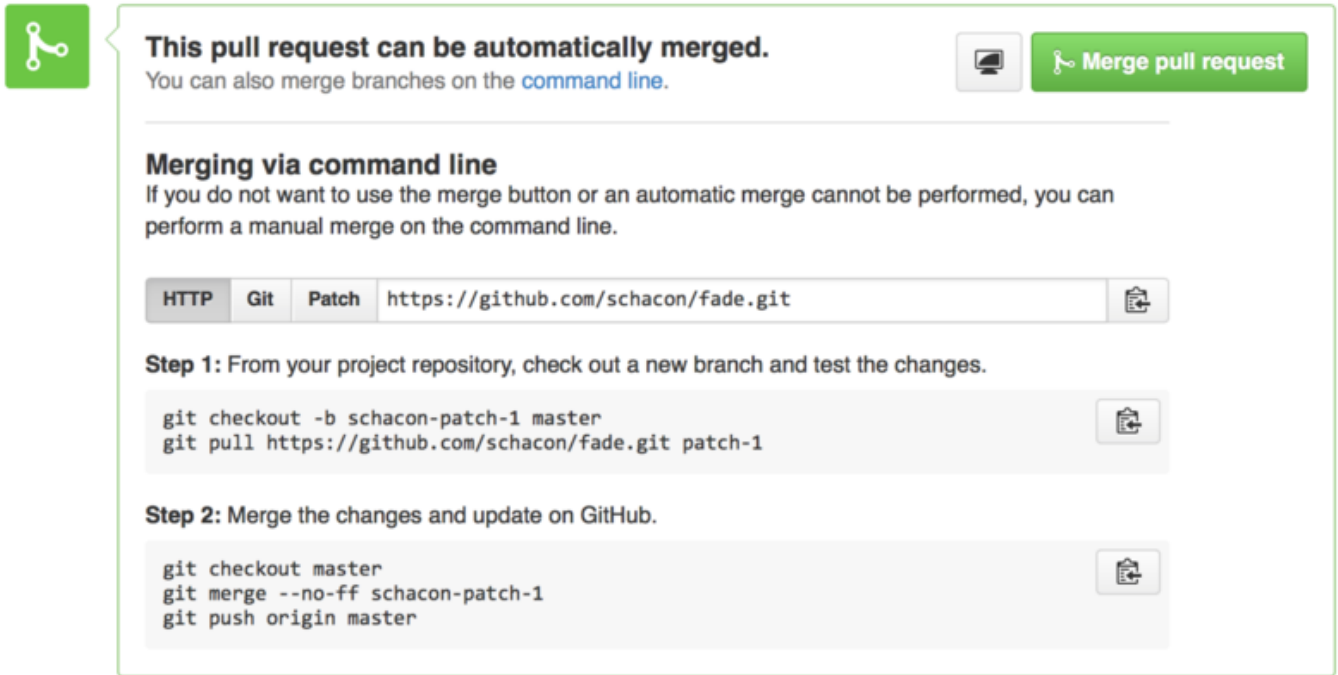 This pull request can be automatically merged.
You can also merge branches on the command line.
Merge pull request
Merging via command line
If you do not want to use the merge button or an automatic merge cannot be performed, you can
perform a manual merge on the command line.
HTTP Git Patch https://github.com/schacon/fade.git
Step 1: From your project repository, check out a new branch and test the changes.
git checkout -b schacon-patch-1 master
git pull https://github.com/schacon/fade.git patch-1
Step 2: Merge the changes and update on GitHub.
git checkout master
git merge --no-ff schacon-patch-1
git push origin master